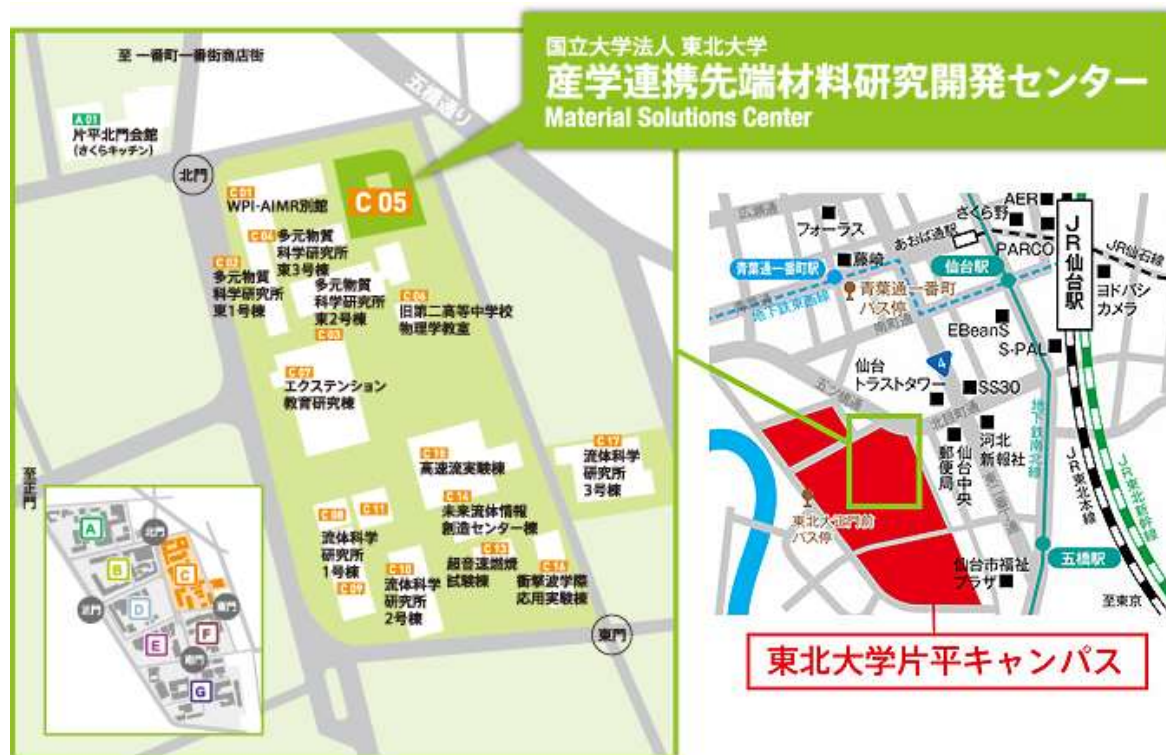 国立大学法人 東北大学
産学連携先端材料研究開発センター
Material Solutions Center
至 一番町一番街商店街
五橋通り
A 01
片平北門会館
(さくらキッチン)
北門
C 01
WPI-AIMR別館
C 05
C 04
多元物質
科学研究所
東3号棟
C 02
多元物質
科学研究所
東1号棟
多元物質
科学研究所
東2号棟
C 03
C 06
旧第二高等中学校
物理学教室
C 07
エクステンション
教育研究棟
高速流実験棟
C 17
流体科学
研究所
3号棟
C 14
未来流体情報
創造センター棟
C 08
C 11
流体科学
研究所
1号棟
C 09
C 10
流体科学
研究所
2号棟
C 13
超音速燃焼
試験棟
C 16
衝撃波学際
応用実験棟
東門
至正門
北門
A
B
C
D
E
F
G
東門
広瀬通
フォーラス
AER
さくら野
あおば通駅
PARCO
JR仙石線
JR仙台駅
藤崎
青葉通一番町駅
仙台駅
青葉通一番町
バス停
地下鉄東西線
ヨドバシ
カメラ
南町通
EBeanS
S-PAL
4
仙台
トラストタワー
SS30
五ツ橋通
北目町通
地下鉄南北線
河北
新報社
仙台中央
郵便局
東北大正門前
バス停
JR東北本線
JR東北新幹線
五橋駅
仙台市福祉
プラザ
至東京
東北大学片平キャンパス